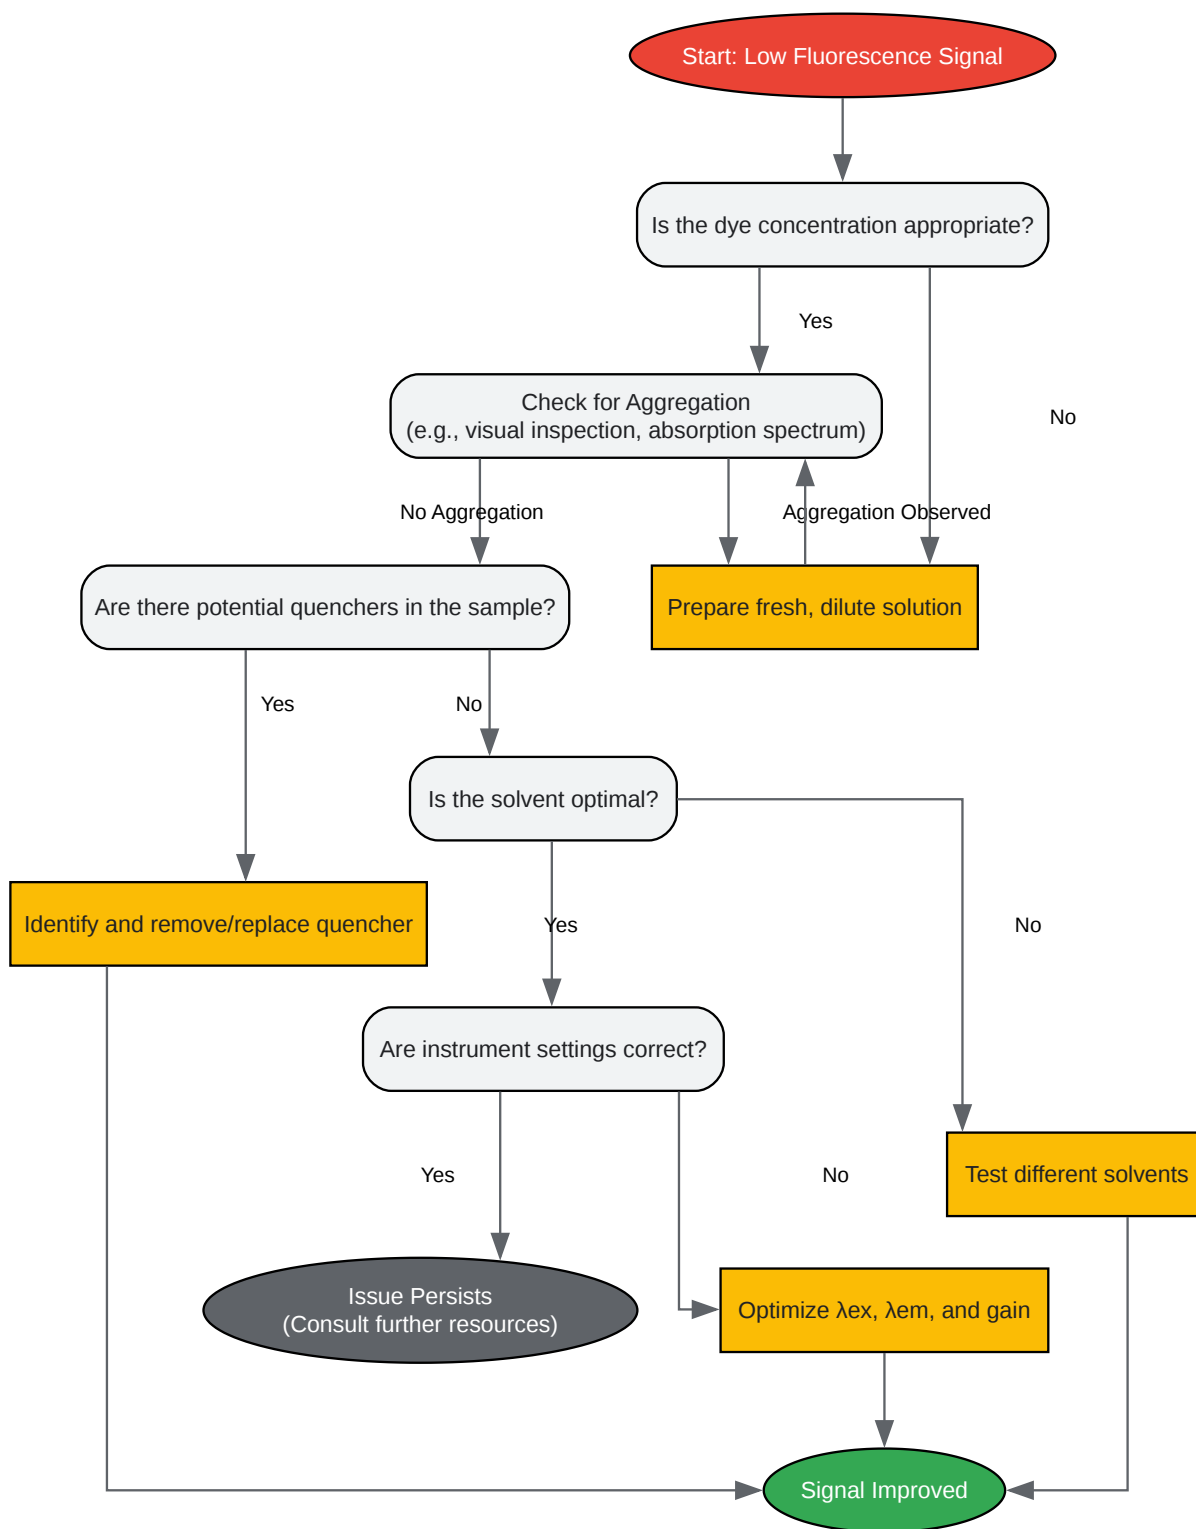 Start: Low Fluorescence Signal
Is the dye concentration appropriate?
Yes
Check for Aggregation
(e.g., visual inspection, absorption spectrum)
No
No Aggregation
Aggregation Observed
Are there potential quenchers in the sample?
Prepare fresh, dilute solution
Yes
No
Is the solvent optimal?
Identify and remove/replace quencher
Yes
No
Are instrument settings correct?
Yes
No
Test different solvents
Issue Persists
(Consult further resources)
Optimize λex, λem, and gain
Signal Improved